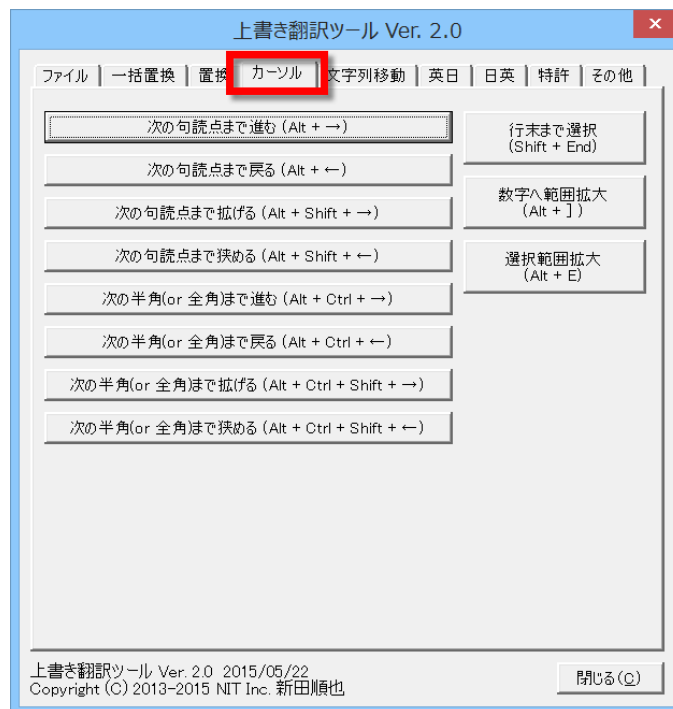 上書き翻訳ツール Ver. 2.0
ファイル
一括置換
置換
カーソル
文字列移動
英日
日英
特許
その他
次の句読点まで進む (Alt + →)
次の句読点まで戻る (Alt + ←)
次の句読点まで拡げる (Alt + Shift + →)
次の句読点まで狭める (Alt + Shift + ←)
次の半角(or 全角)まで進む (Alt + Ctrl + →)
次の半角(or 全角)まで戻る (Alt + Ctrl + ←)
次の半角(or 全角)まで拡げる (Alt + Ctrl + Shift + →)
次の半角(or 全角)まで狭める (Alt + Ctrl + Shift + ←)
行末まで選択
(Shift + End)
数字へ範囲拡大
(Alt + ] )
選択範囲拡大
(Alt + E)
上書き翻訳ツール Ver. 2.0 2015/05/22
Copyright (C) 2013-2015 NIT Inc. 新田順也
閉じる(C)